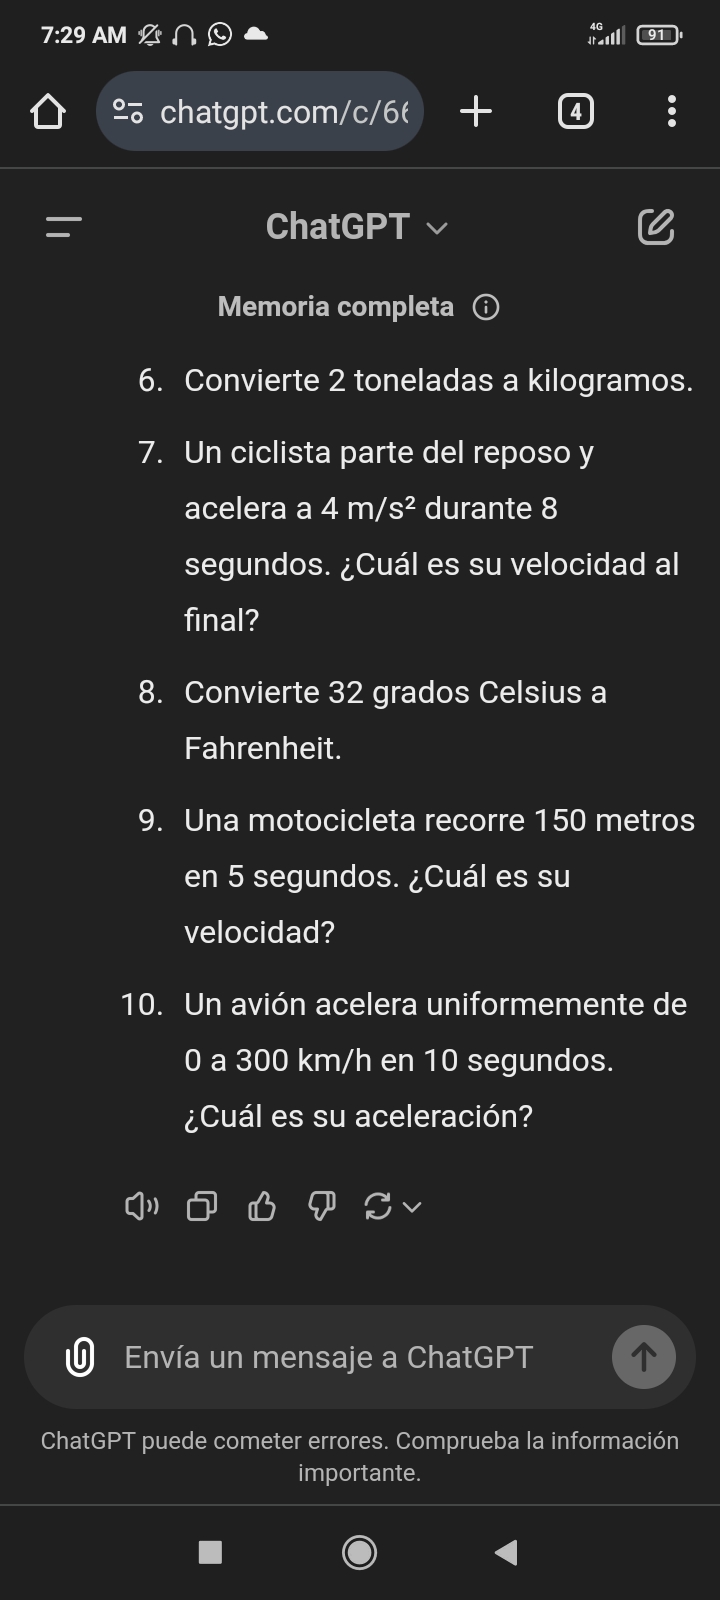 7:29 AM
4G
91
chatgpt.com/c/66
4
ChatGPT
Memoria completa
6. Convierte 2 toneladas a kilogramos.
7. Un ciclista parte del reposo y
acelera a 4 m/s² durante 8
segundos. ¿Cuál es su velocidad al
final?
8. Convierte 32 grados Celsius a
Fahrenheit.
9. Una motocicleta recorre 150 metros
en 5 segundos. ¿Cuál es su
velocidad?
10. Un avión acelera uniformemente de
0 a 300 km/h en 10 segundos.
¿Cuál es su aceleración?
Envía un mensaje a ChatGPT
ChatGPT puede cometer errores. Comprueba la información
importante.